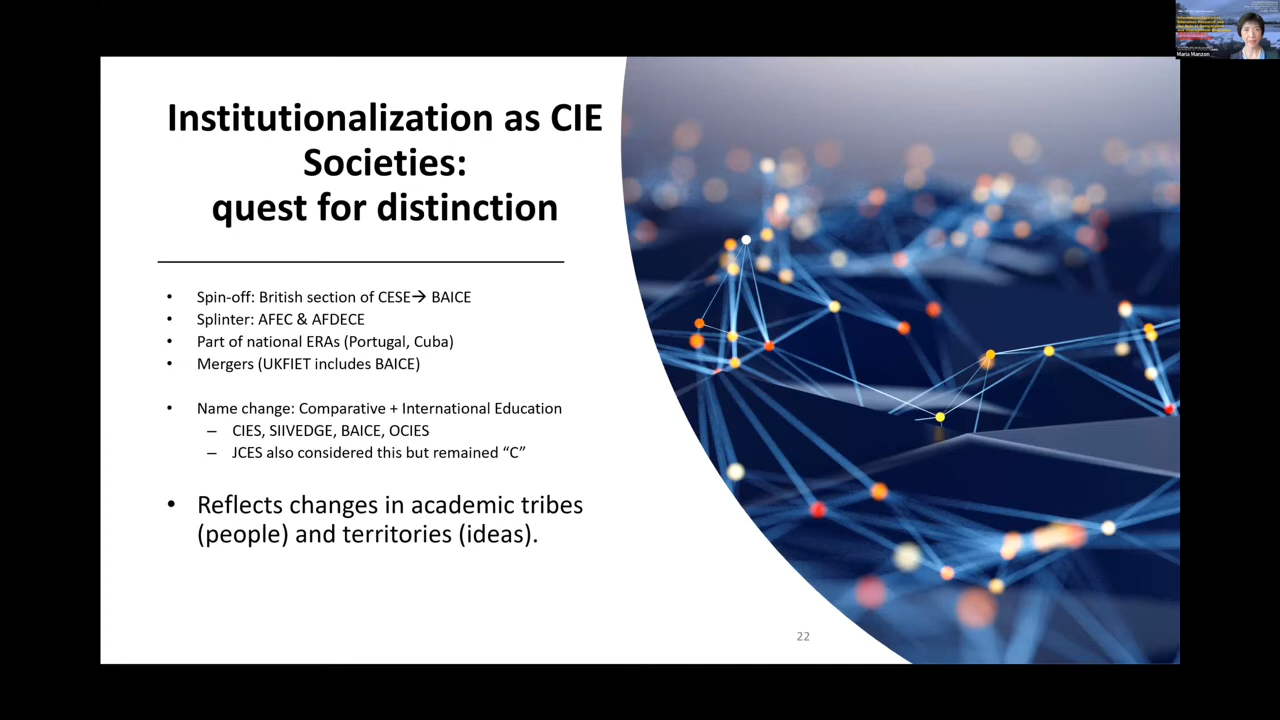 Institutionalization as CIE
Societies:
quest for distinction
• Spin-off: British section of CESE→ BAICE
• Splinter: AFEC & AFDECE
• Part of national ERAs (Portugal, Cuba)
• Mergers (UKFIET includes BAICE)
• Name change: Comparative + International Education
– CIES, SIIVEDGE, BAICE, OCIES
– JCES also considered this but remained “C”
• Reflects changes in academic tribes
(people) and territories (ideas).
22
Maria Manzon